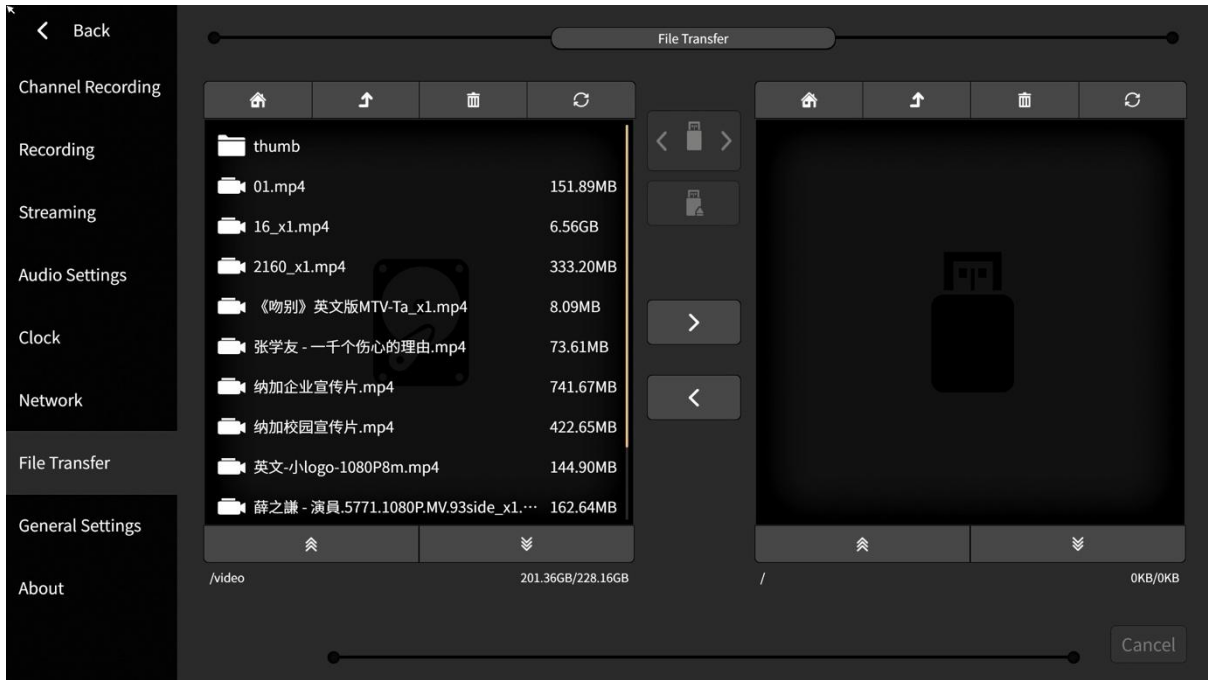 Back
File Transfer
Channel Recording
Recording
Streaming
Audio Settings
Clock
Network
File Transfer
General Settings
About
thumb
01.mp4 151.89MB
16_x1.mp4 6.56GB
2160_x1.mp4 333.20MB
《吻别》英文版MTV-Ta_x1.mp4 8.09MB
张学友 - 一千个伤心的理由.mp4 73.61MB
纳加企业宣传片.mp4 741.67MB
纳加校园宣传片.mp4 422.65MB
英文-小logo-1080P8m.mp4 144.90MB
薛之謙 - 演員.5771.1080P.MV.93side_x1.··· 162.64MB
/video 201.36GB/228.16GB
/ 0KB/0KB
Cancel